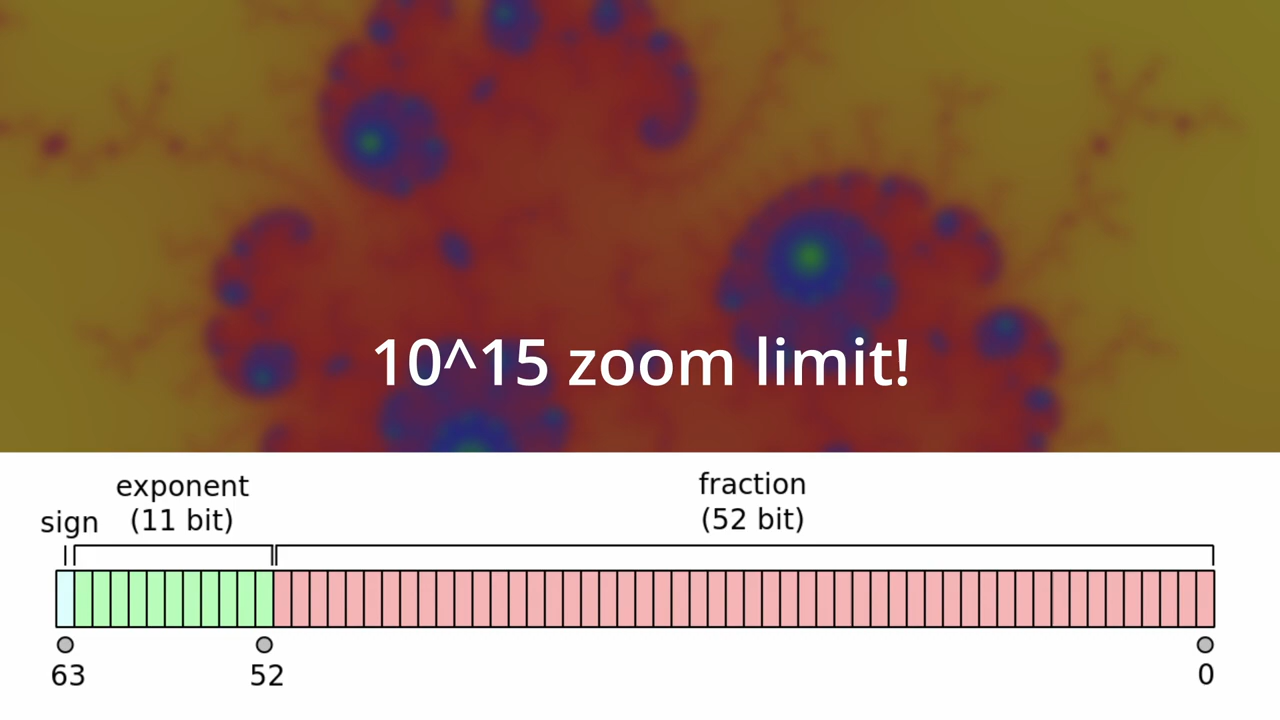 10^15 zoom limit!
exponent
(11 bit)
sign
fraction
(52 bit)
63
52
0